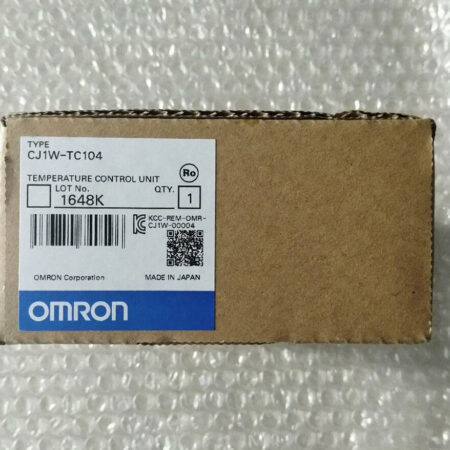 TYPE
CJ1W-TC104
Ro
TEMPERATURE CONTROL UNIT
LOT No. QTY.
1648K 1
KCC-REM-OMR-
CJ1W-00004
OMRON Corporation MADE IN JAPAN
OMRON